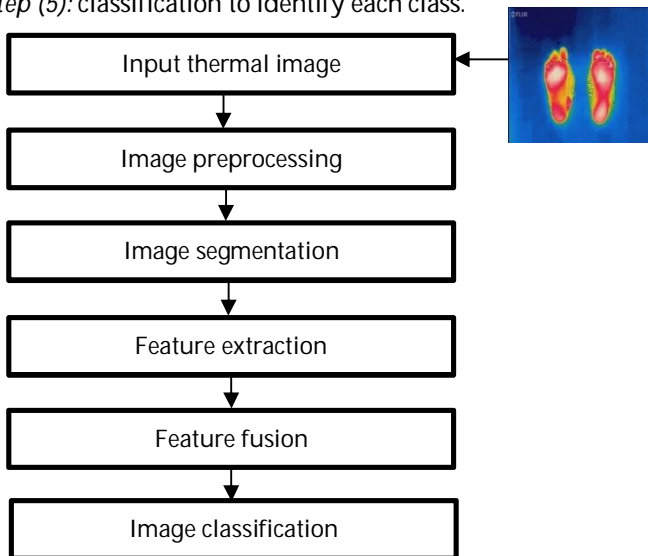 (5): classification to identify each class.
Input thermal image
FLIR
Image preprocessing
Image segmentation
Feature extraction
Feature fusion
Image classification